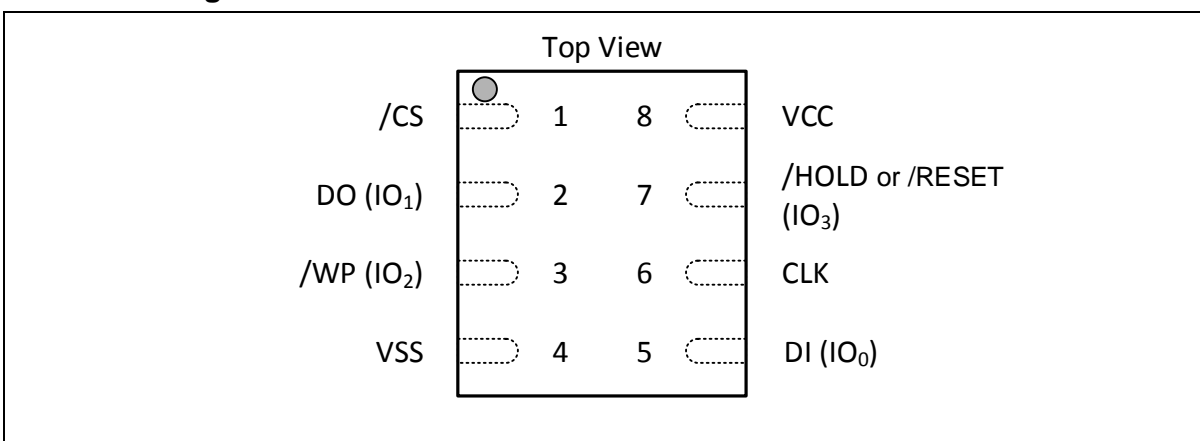 Top View
/CS 1 8 VCC
DO (IO₁) 2 7 /HOLD or /RESET
(IO₃)
/WP (IO₂) 3 6 CLK
VSS 4 5 DI (IO₀)